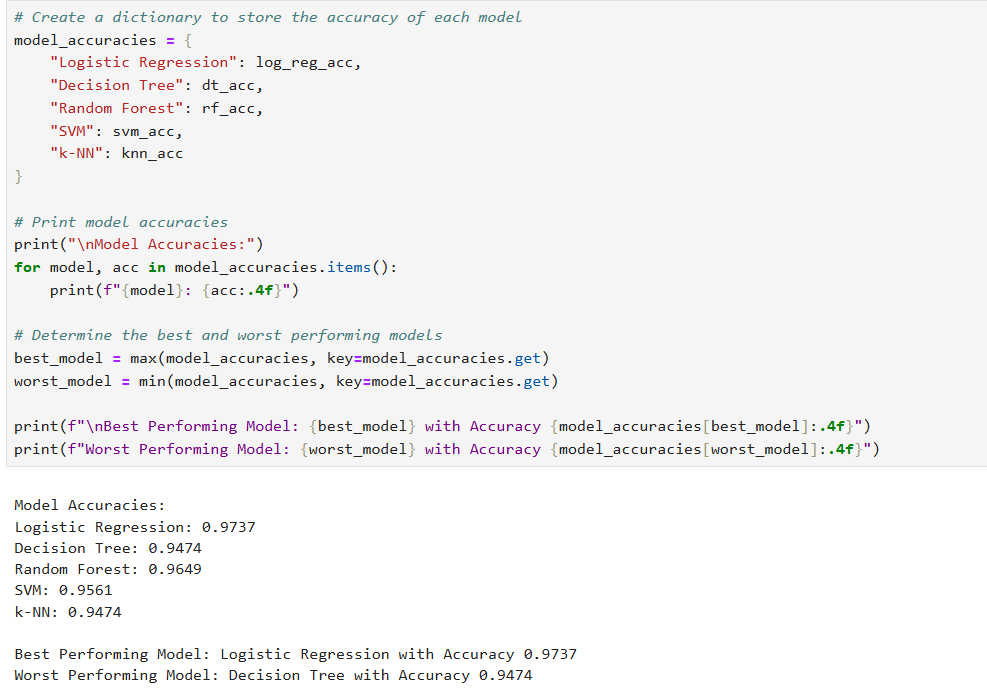 # Create a dictionary to store the accuracy of each model
model_accuracies = {
    "Logistic Regression": log_reg_acc,
    "Decision Tree": dt_acc,
    "Random Forest": rf_acc,
    "SVM": svm_acc,
    "k-NN": knn_acc
}

# Print model accuracies
print("\nModel Accuracies:")
for model, acc in model_accuracies.items():
    print(f"{model}: {acc:.4f}")

# Determine the best and worst performing models
best_model = max(model_accuracies, key=model_accuracies.get)
worst_model = min(model_accuracies, key=model_accuracies.get)

print(f"\nBest Performing Model: {best_model} with Accuracy {model_accuracies[best_model]:.4f}")
print(f"Worst Performing Model: {worst_model} with Accuracy {model_accuracies[worst_model]:.4f}")

Model Accuracies:
Logistic Regression: 0.9737
Decision Tree: 0.9474
Random Forest: 0.9649
SVM: 0.9561
k-NN: 0.9474

Best Performing Model: Logistic Regression with Accuracy 0.9737
Worst Performing Model: Decision Tree with Accuracy 0.9474